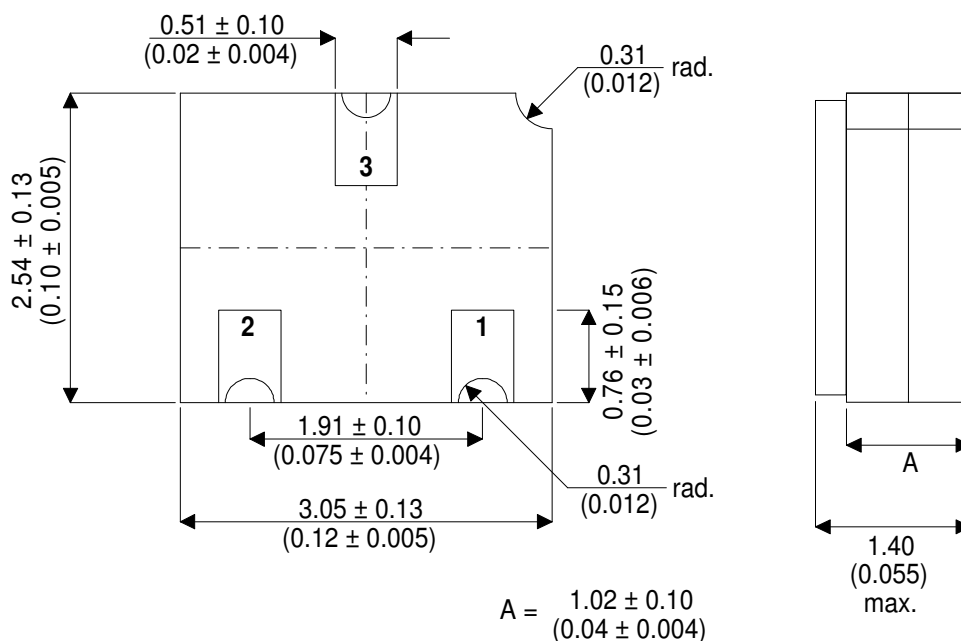 0.51 ± 0.10
(0.02 ± 0.004)
0.31
(0.012)
rad.
3
2.54 ± 0.13
(0.10 ± 0.005)
2
1
0.76 ± 0.15
(0.03 ± 0.006)
1.91 ± 0.10
(0.075 ± 0.004)
A
0.31
(0.012)
rad.
3.05 ± 0.13
(0.12 ± 0.005)
1.40
(0.055)
max.
A =
1.02 ± 0.10
(0.04 ± 0.004)